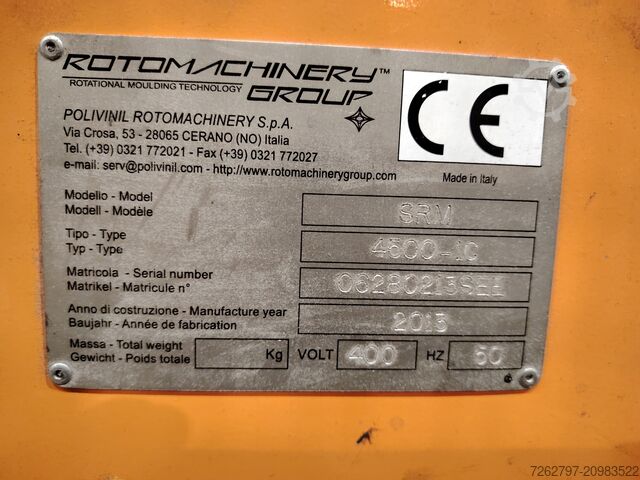 ROTOMACHINERY™
ROTATIONAL MOULDING TECHNOLOGY GROUP
POLIVINIL ROTOMACHINERY S.p.A.
Via Crosa, 53 - 28065 CERANO (NO) Italia
Tel. (+39) 0321 772021 - Fax (+39) 0321 772027
e-mail: serv@polivinil.com - http://www.rotomachinerygroup.com
CE
Made in Italy
Modelio - Model
Modell - Modèle
SRM
Tipo - Type
Typ - Type
4500-1C
Matricola - Serial number
Matrikel - Matricule n°
Anno di costruzione - Manufacture year
Baujahr - Année de fabrication
2013
Massa - Total weight
Gewicht - Poids totale
Kg VOLT 400 HZ 50
7262797-20983522